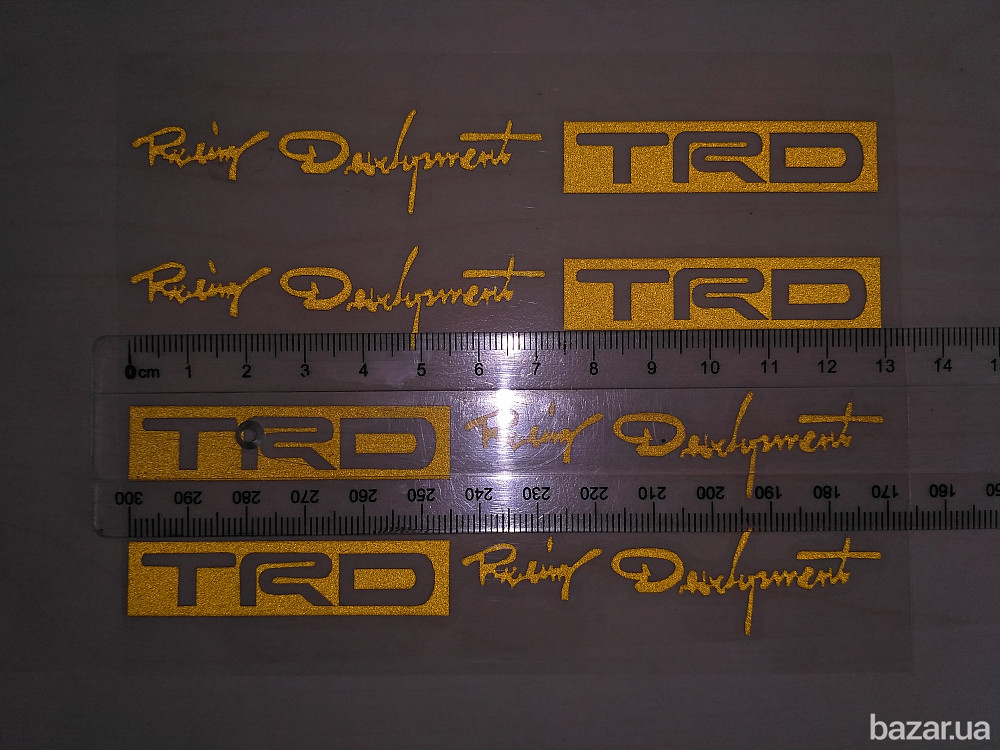 Racing Development TRD
Racing Development TRD
0 cm 1 2 3 4 5 6 7 8 9 10 11 12 13 14
TRD Racing Development
300 290 280 270 260 250 240 230 220 210 200 190 180 170 160
TRD Racing Development
bazar.ua